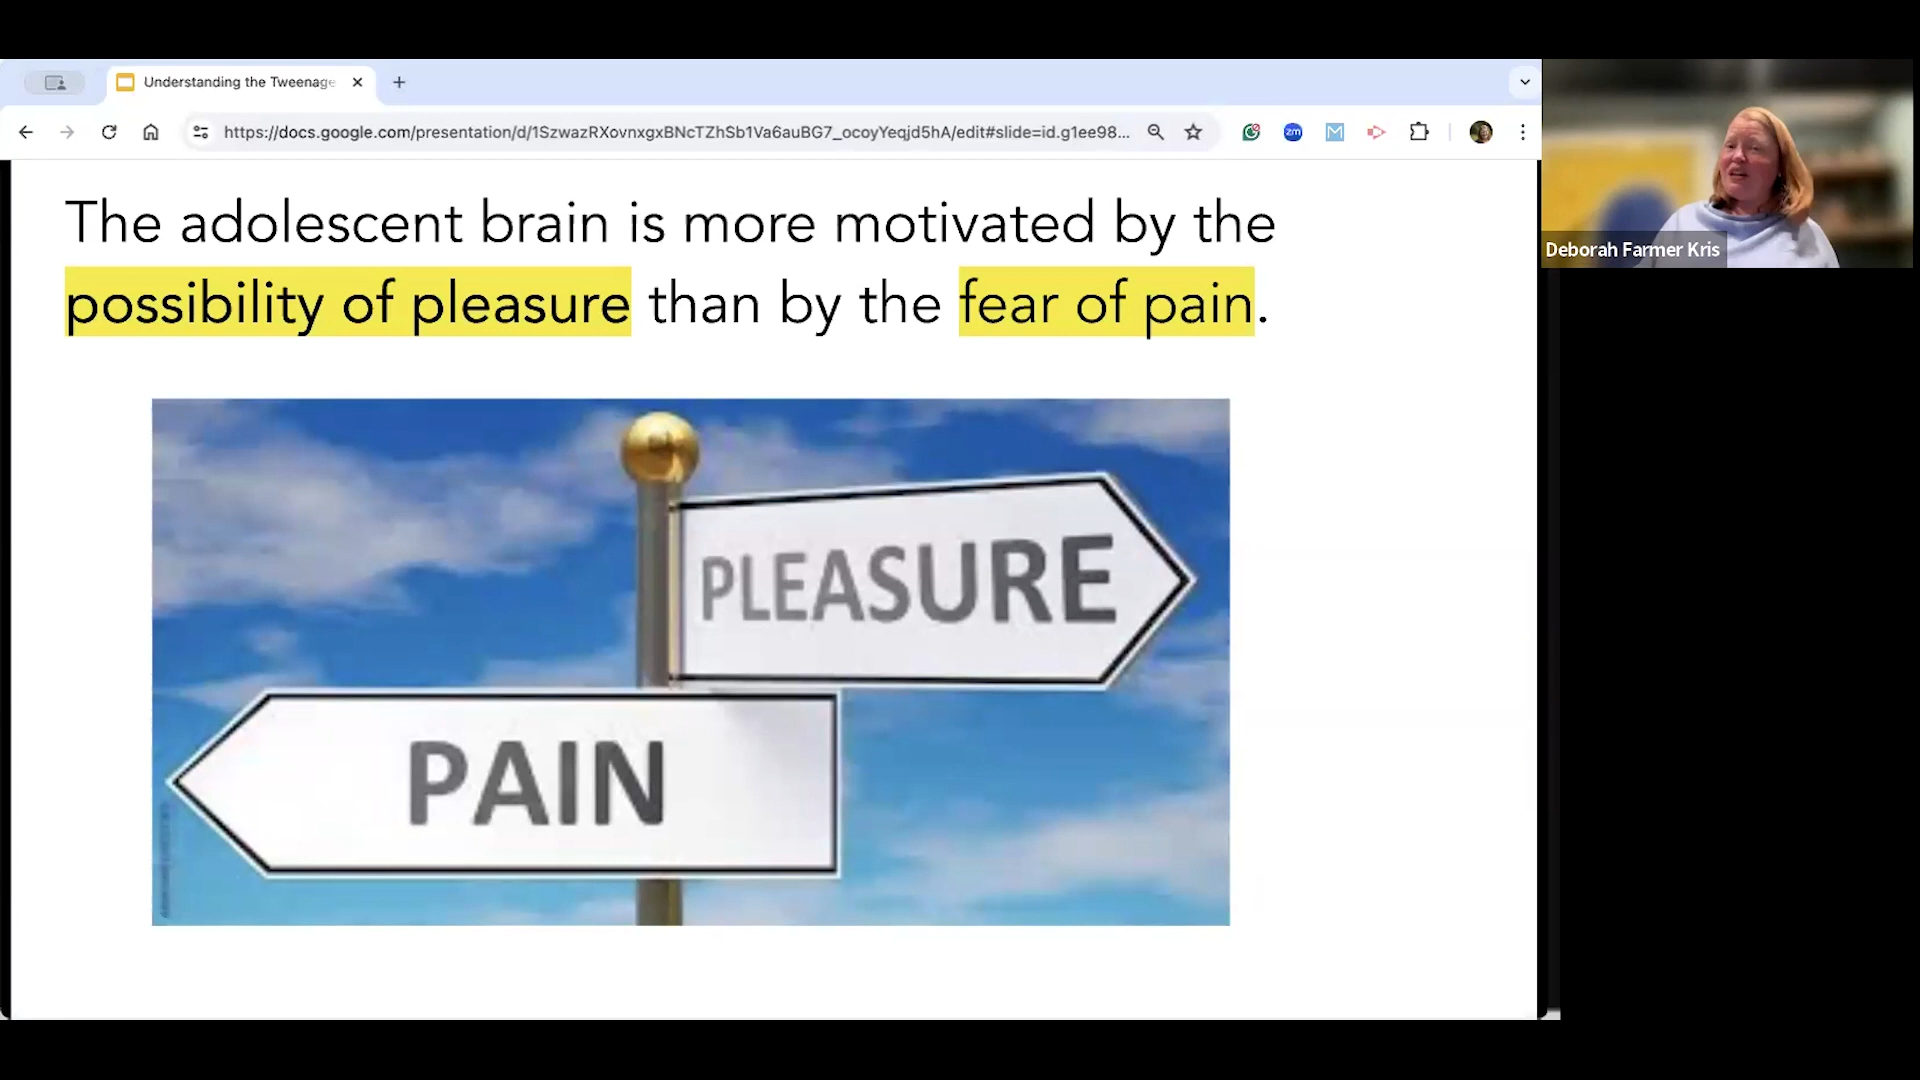 Understanding the Tweenage
https://docs.google.com/presentation/d/1SzwazRXovnxgxBNcTZhSb1Va6auBG7_ocoyYeqjd5hA/edit#slide=id.g1ee98...
zm
M
The adolescent brain is more motivated by the
possibility of pleasure than by the fear of pain.
PLEASURE
PAIN
Deborah Farmer Kris